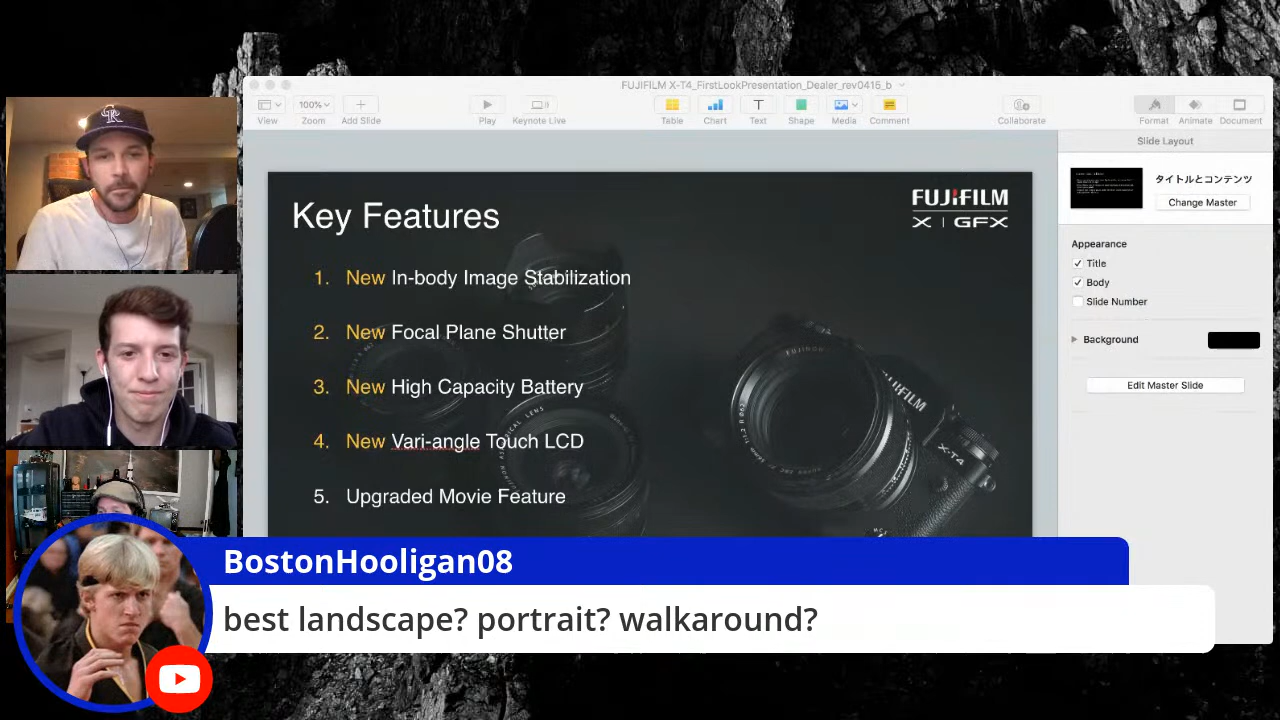 FUJIFILM X-T4_FirstLookPresentation_Dealer_rev0415_b
View
100%
Zoom
Add Slide
Play
Keynote Live
Table
Chart
Text
Shape
Media
Comment
Collaborate
Format
Animate
Document
Slide Layout
タイトルとコンテンツ
Change Master
Appearance
Title
Body
Slide Number
Background
Edit Master Slide
Key Features
FUJIFILM
X | GFX
1. New In-body Image Stabilization
2. New Focal Plane Shutter
3. New High Capacity Battery
4. New Vari-angle Touch LCD
5. Upgraded Movie Feature
FUJIFILM
X-T4
BostonHooligan08
best landscape? portrait? walkaround?